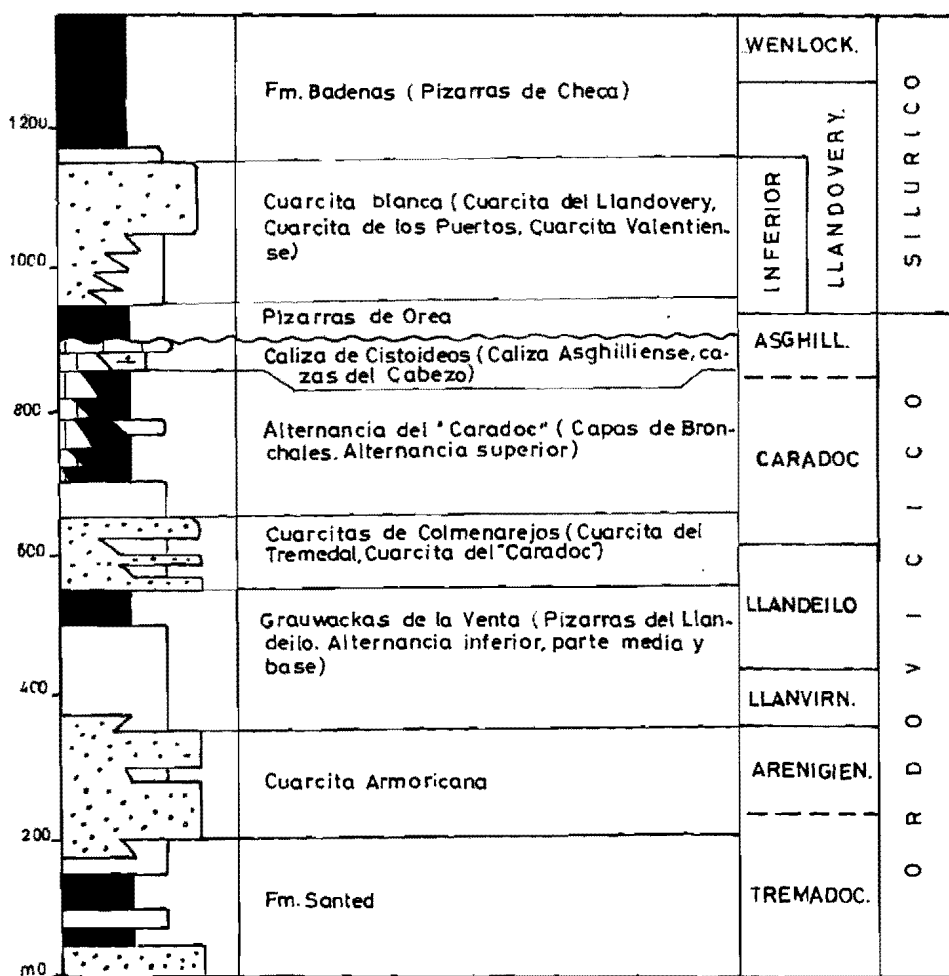 WENLOCK.
Fm. Badenas (Pizarras de Checa)
1200
Cuarcita blanca (Cuarcita del Llandovery,
Cuarcita de los Puertos, Cuarcita Valentien-
se)
INFERIOR
LLANDOVERY.
SILURICO
1000
Pizarras de Orea
ASGHILL.
Caliza de Cistoideos (Caliza Asghilliense, ca-
zas del Cabezo)
800
Alternancia del "Caradoc" (Capas de Bron-
chales. Alternancia superior)
CARADOC
Cuarcitas de Colmenarejos (Cuarcita del
Tremedal, Cuarcita del "Caradoc")
600
LLANDEILO
Grauwackas de la Venta (Pizarras del Llan-
deilo. Alternancia inferior, parte media y
base)
400
LLANVIRN.
Cuarcita Armoricana
ARENIGIEN.
200
Fm. Santed
TREMADOC.
ORDOVICICO
m0